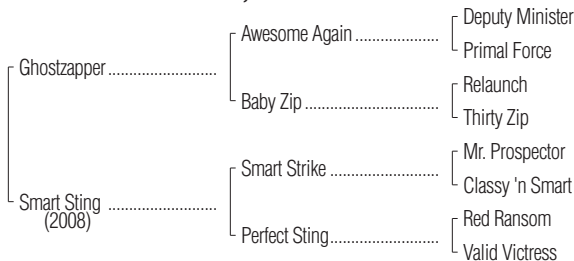 Deputy Minister
Awesome Again ..................
Primal Force
Ghostzapper........................
Relaunch
Baby Zip .............................
Thirty Zip
Mr. Prospector
Smart Strike ........................
Classy 'n Smart
Smart Sting ........................
(2008)
Red Ransom
Perfect Sting........................
Valid Victress